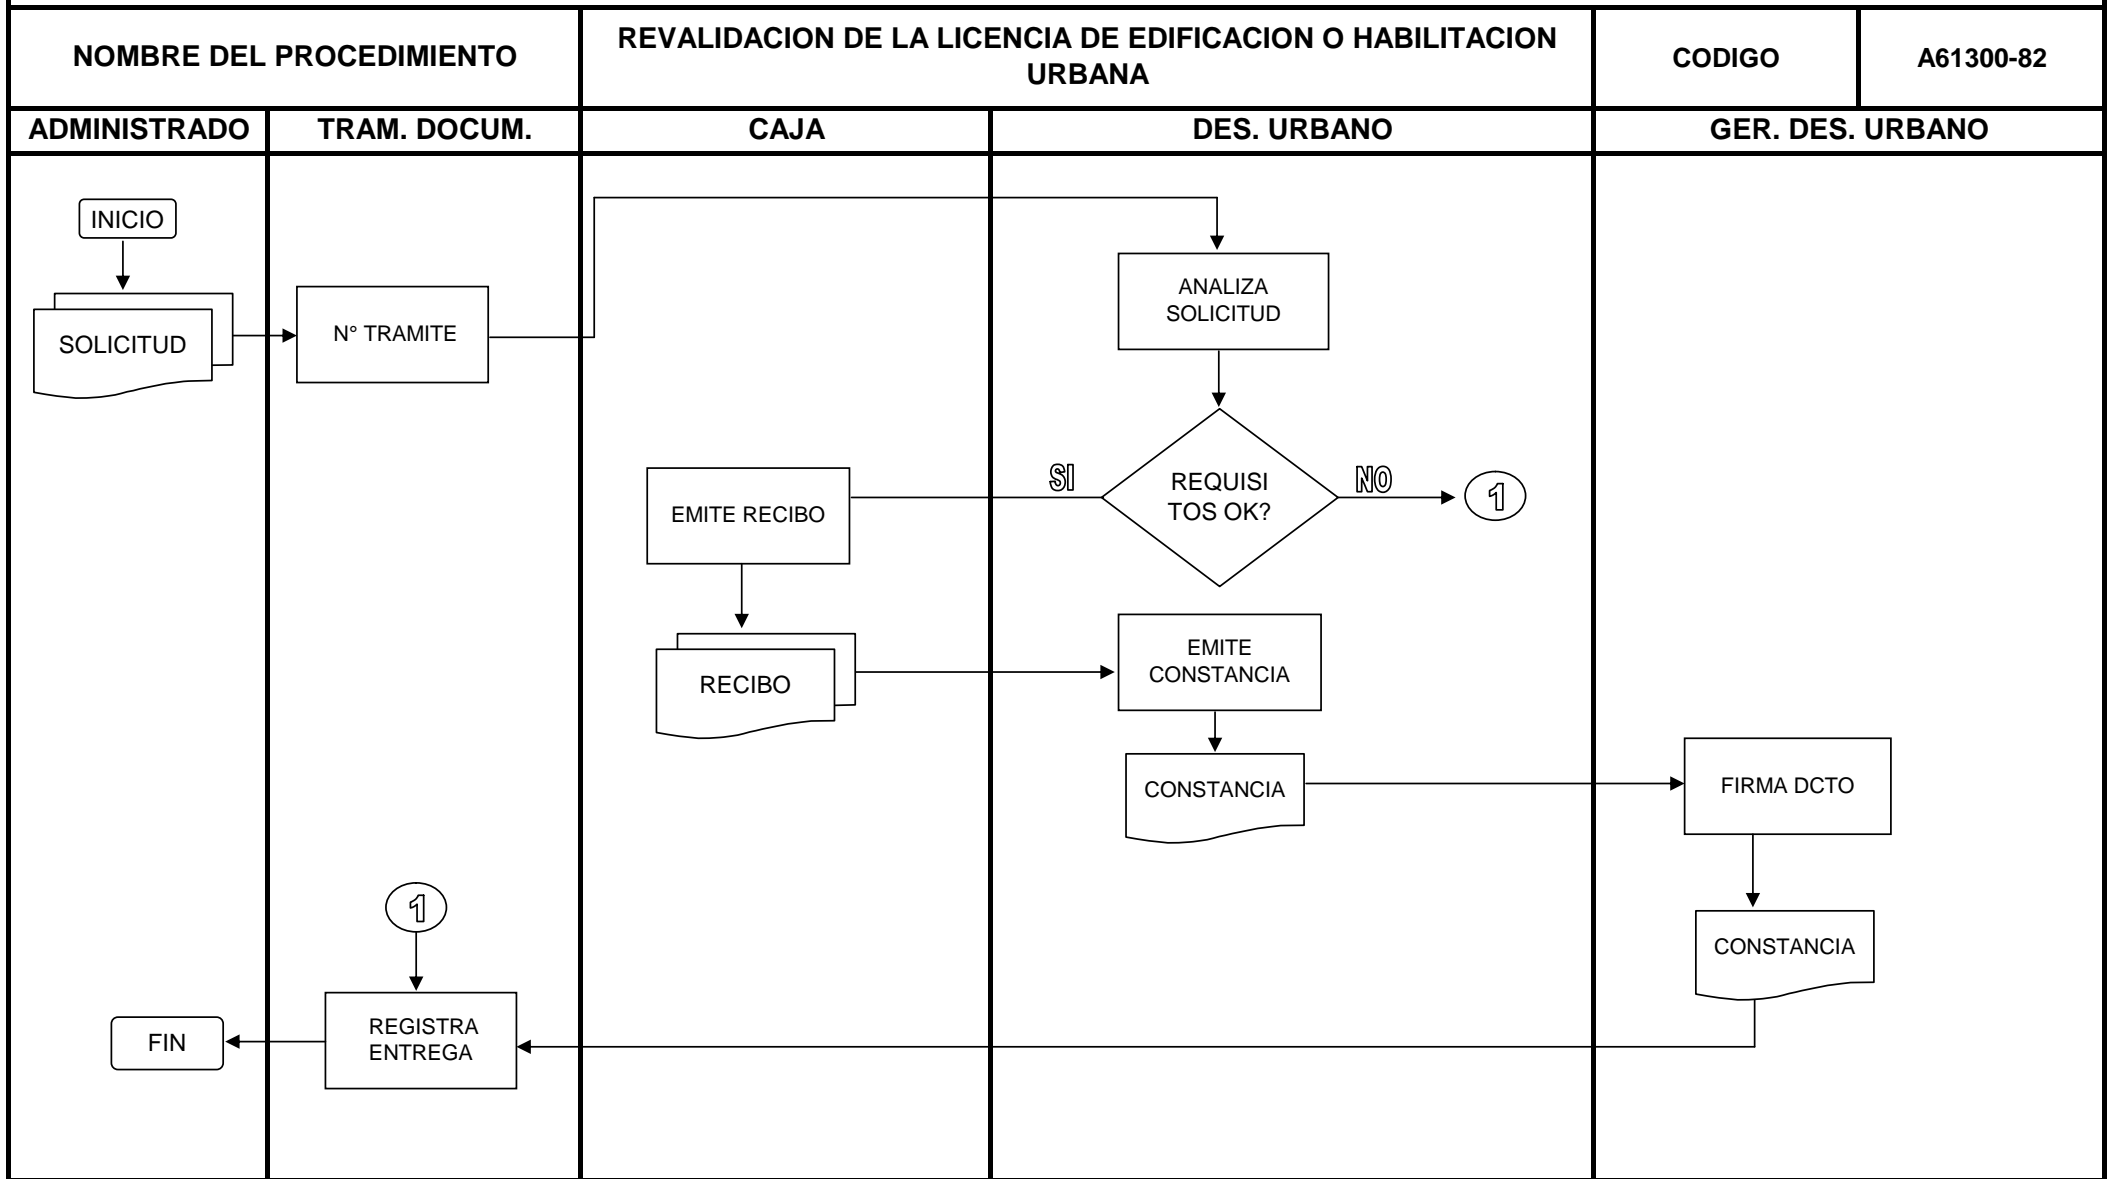 NOMBRE DEL PROCEDIMIENTO
REVALIDACION DE LA LICENCIA DE EDIFICACION O HABILITACION
URBANA
CODIGO
A61300-82
ADMINISTRADO
TRAM. DOCUM.
CAJA
DES. URBANO
GER. DES. URBANO
INICIO
SOLICITUD
N° TRAMITE
ANALIZA
SOLICITUD
REQUISI
TOS OK?
SI
NO
1
EMITE RECIBO
RECIBO
EMITE
CONSTANCIA
CONSTANCIA
FIRMA DCTO
CONSTANCIA
1
REGISTRA
ENTREGA
FIN